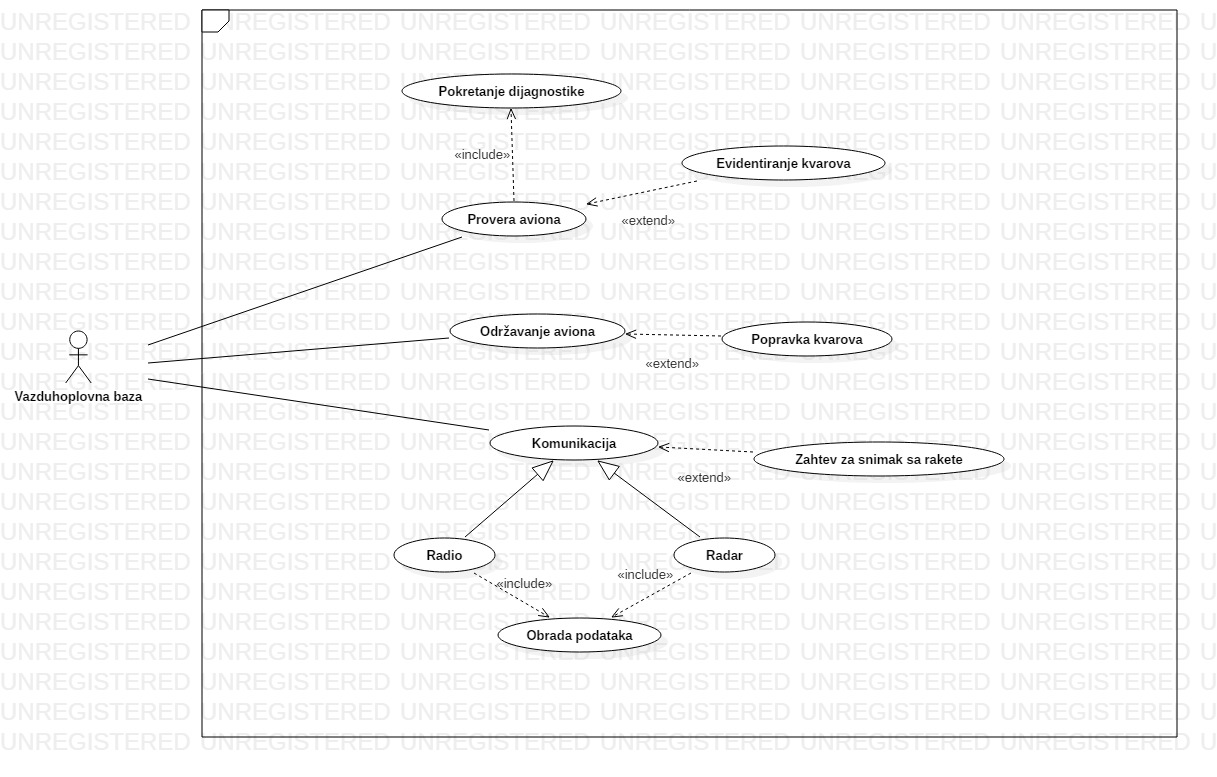 Pokretanje dijagnostike
«include»
Evidentiranje kvarova
Provera aviona
«extend»
Održavanje aviona
Popravka kvarova
«extend»
Vazduhoplovna baza
Komunikacija
Zahtev za snimak sa rakete
«extend»
Radio
Radar
«include»
«include»
Obrada podataka
UNREGISTERED